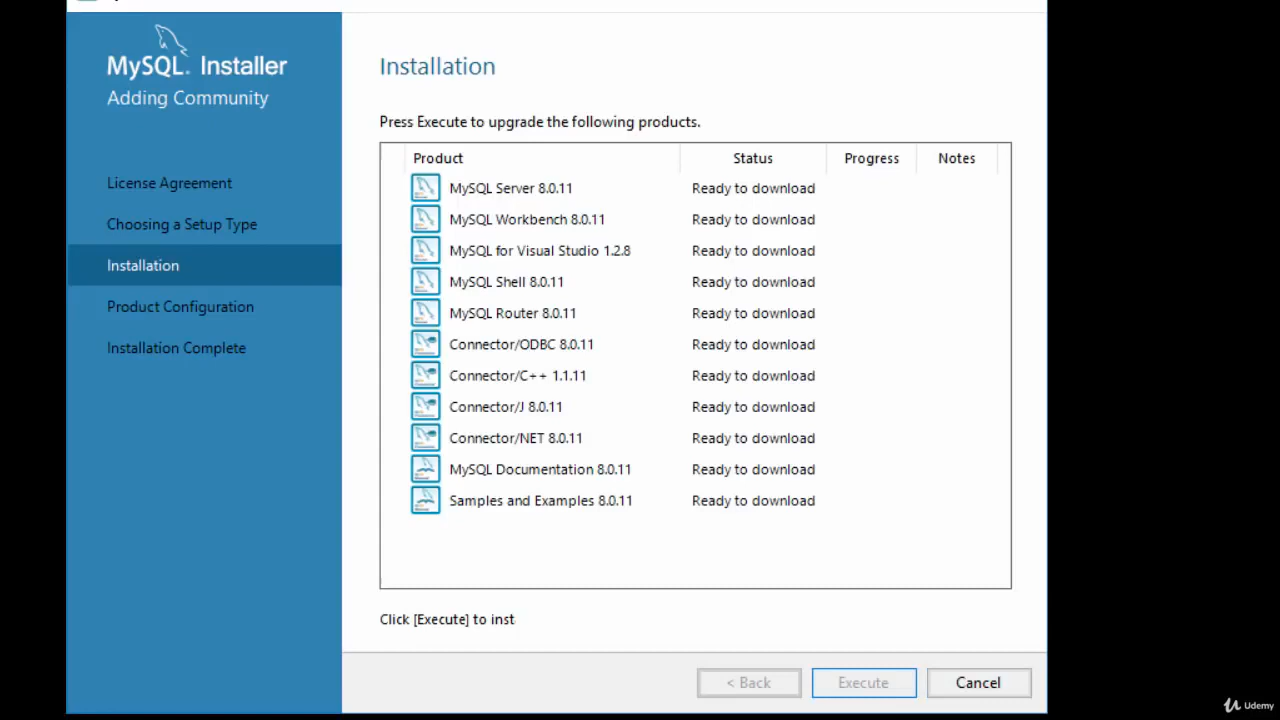 MySQL. Installer
Adding Community
License Agreement
Choosing a Setup Type
Installation
Product Configuration
Installation Complete
Installation
Press Execute to upgrade the following products.
Product Status Progress Notes
MySQL Server 8.0.11 Ready to download
MySQL Workbench 8.0.11 Ready to download
MySQL for Visual Studio 1.2.8 Ready to download
MySQL Shell 8.0.11 Ready to download
MySQL Router 8.0.11 Ready to download
Connector/ODBC 8.0.11 Ready to download
Connector/C++ 1.1.11 Ready to download
Connector/J 8.0.11 Ready to download
Connector/NET 8.0.11 Ready to download
MySQL Documentation 8.0.11 Ready to download
Samples and Examples 8.0.11 Ready to download
Click [Execute] to inst
< Back Execute Cancel
Udemy